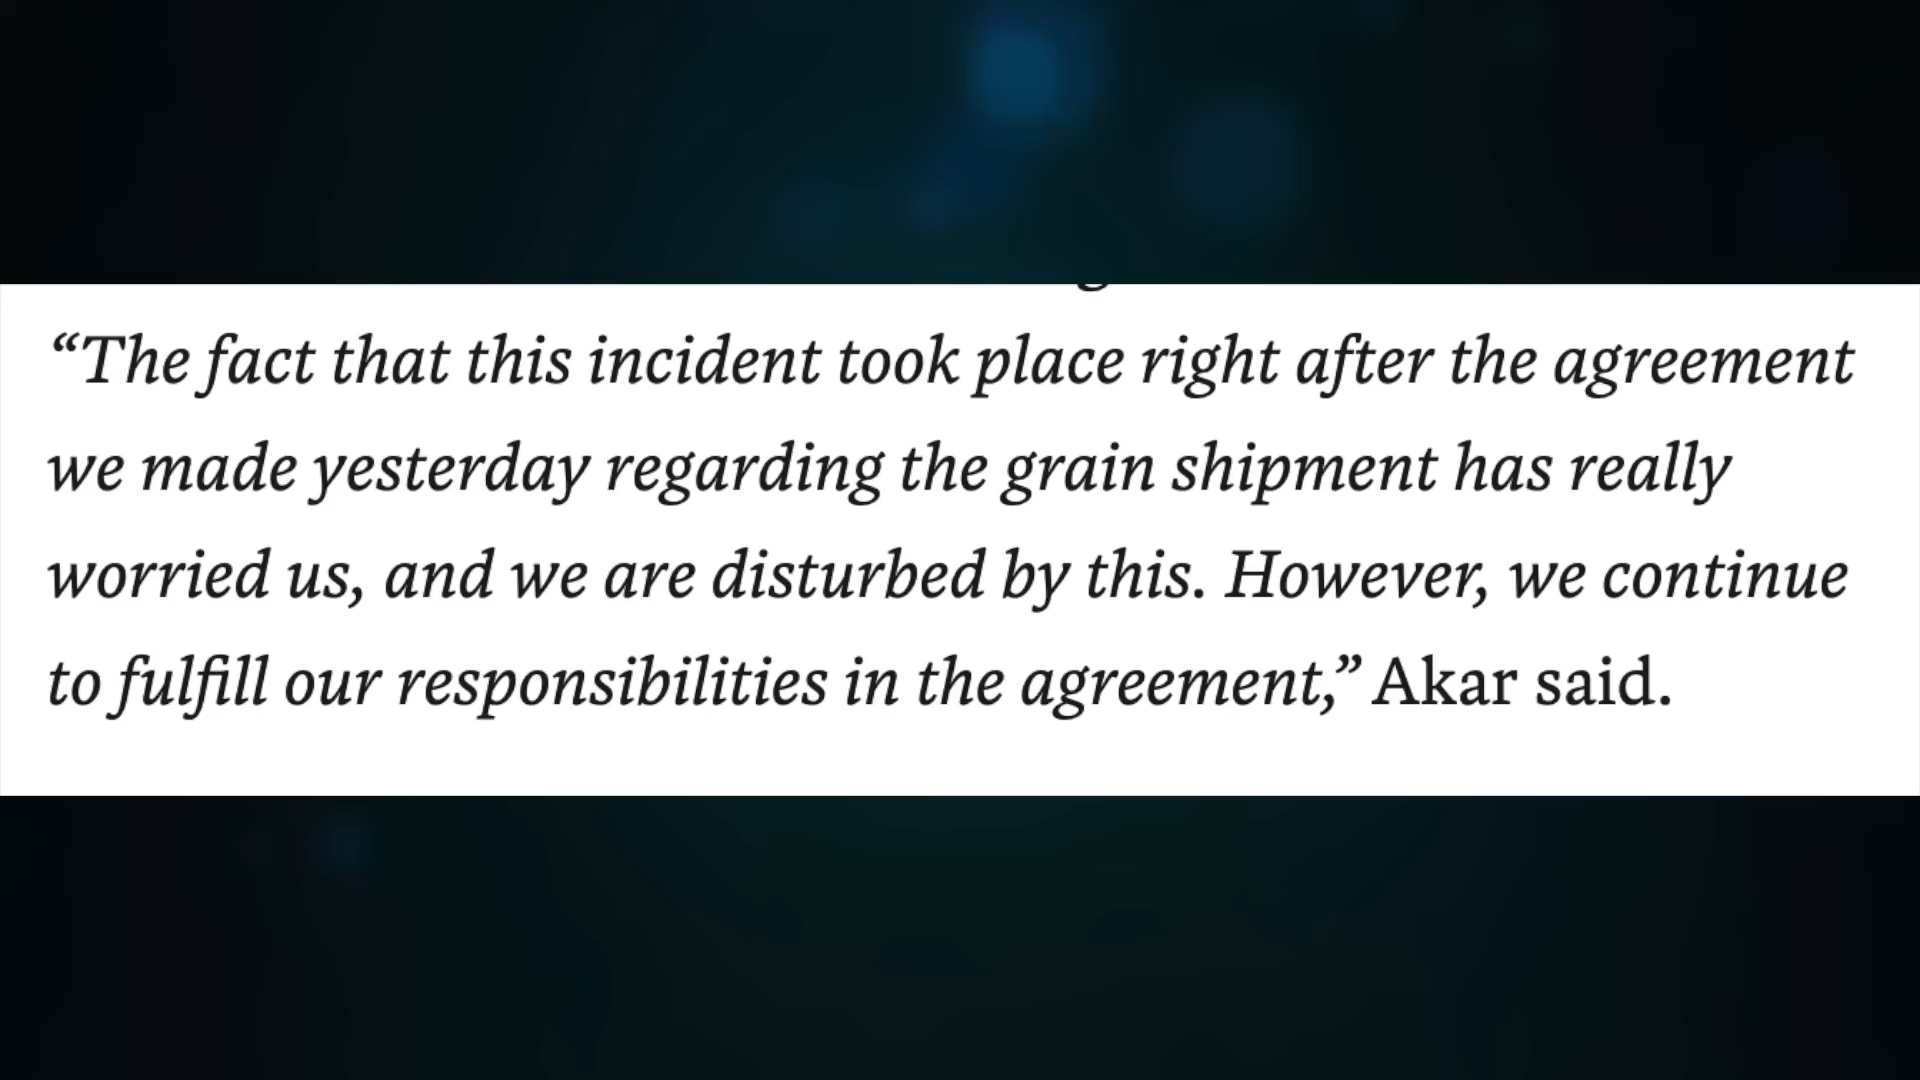 “The fact that this incident took place right after the agreement
we made yesterday regarding the grain shipment has really
worried us, and we are disturbed by this. However, we continue
to fulfill our responsibilities in the agreement,” Akar said.